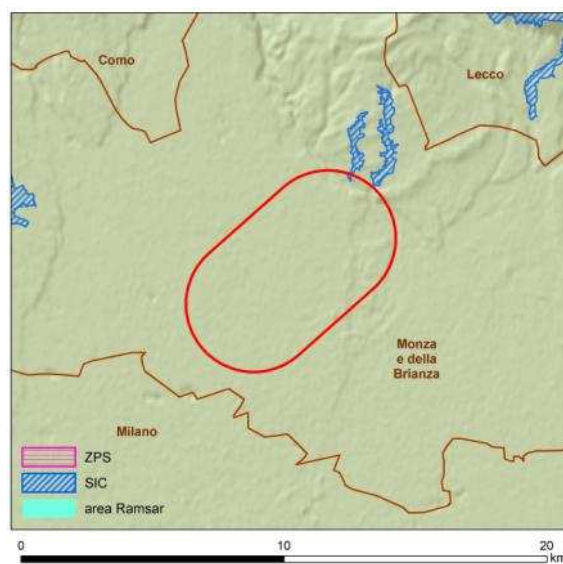 Como
Lecco
Monza
e della
Brianza
Milano
ZPS
SIC
area Ramsar
0 10 20
km